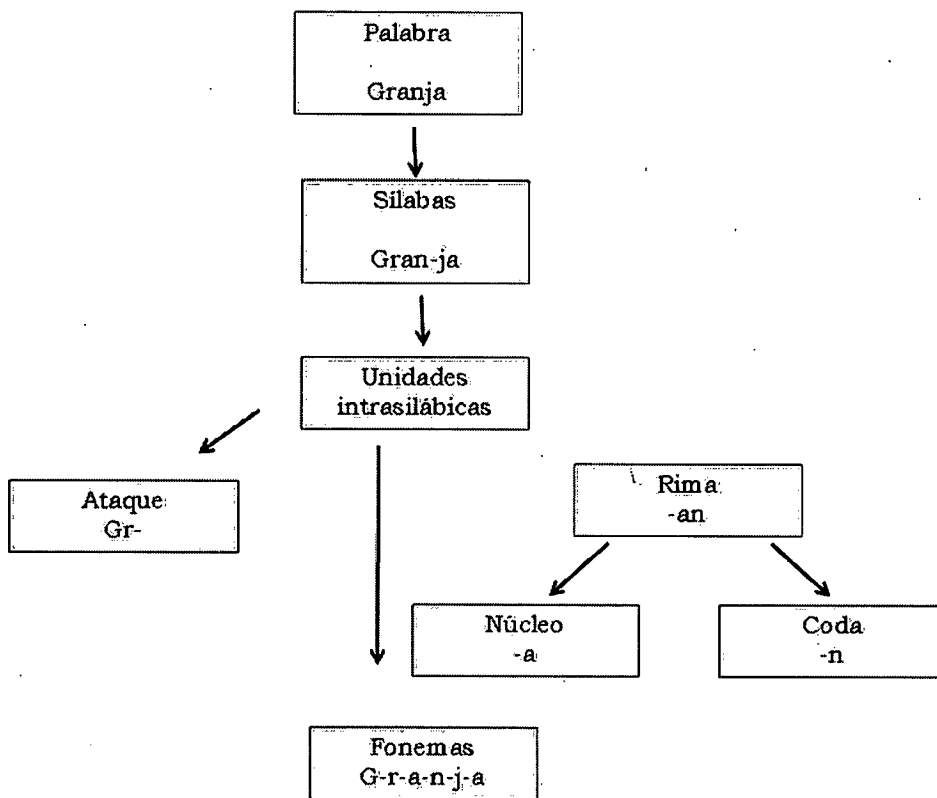 Palabra
Granja
Sílabas
Gran-ja
Unidades
intrasilábicas
Ataque
Gr-
Rima
-an
Núcleo
-a
Coda
-n
Fonemas
G-r-a-n-j-a